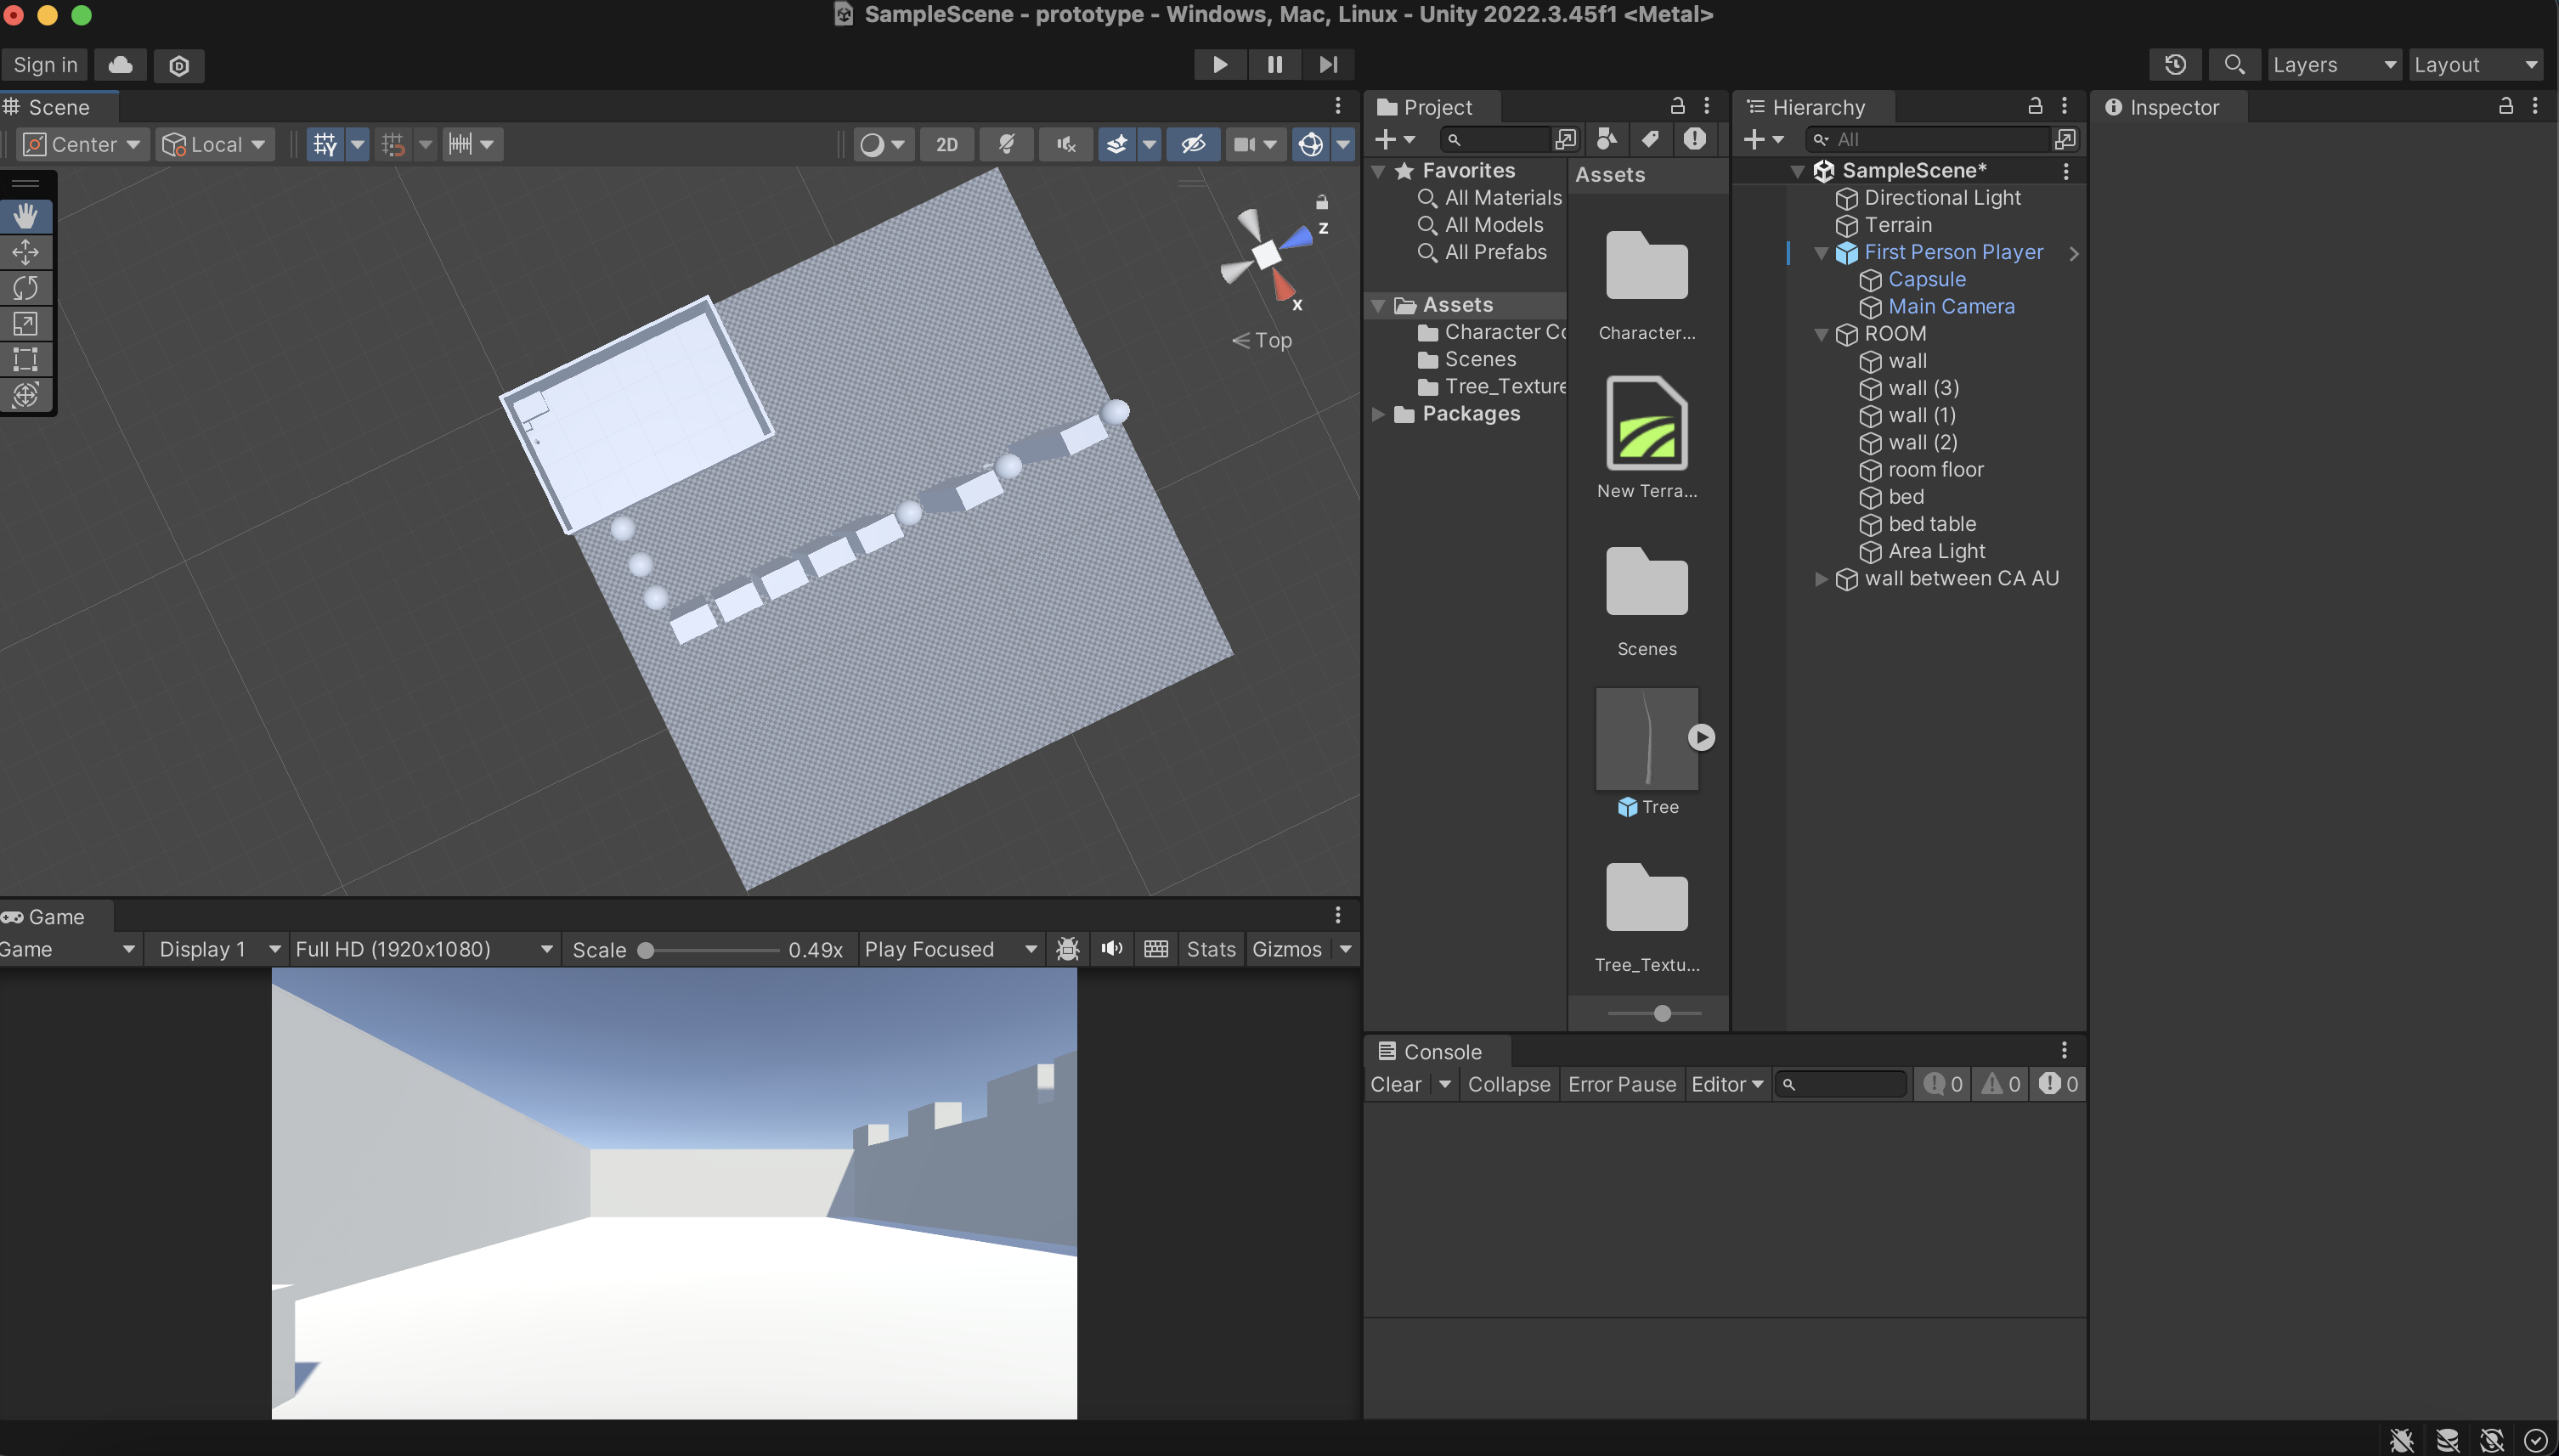 SampleScene - prototype - Windows, Mac, Linux - Unity 2022.3.45f1 <Metal>
Sign in
Layers
Layout
Scene
Center
Local
2D
z
x
Top
Game
Game
Display 1
Full HD (1920x1080)
Scale
0.49x
Play Focused
Stats
Gizmos
Project
Favorites
All Materials
All Models
All Prefabs
Assets
Character Co
Scenes
Tree_Texture
Packages
Assets
Character...
New Terra...
Scenes
Tree
Tree_Textu...
Hierarchy
All
SampleScene*
Directional Light
Terrain
First Person Player
Capsule
Main Camera
ROOM
wall
wall (3)
wall (1)
wall (2)
room floor
bed
bed table
Area Light
wall between CA AU
Console
Clear
Collapse
Error Pause
Editor
0
0
0
Inspector